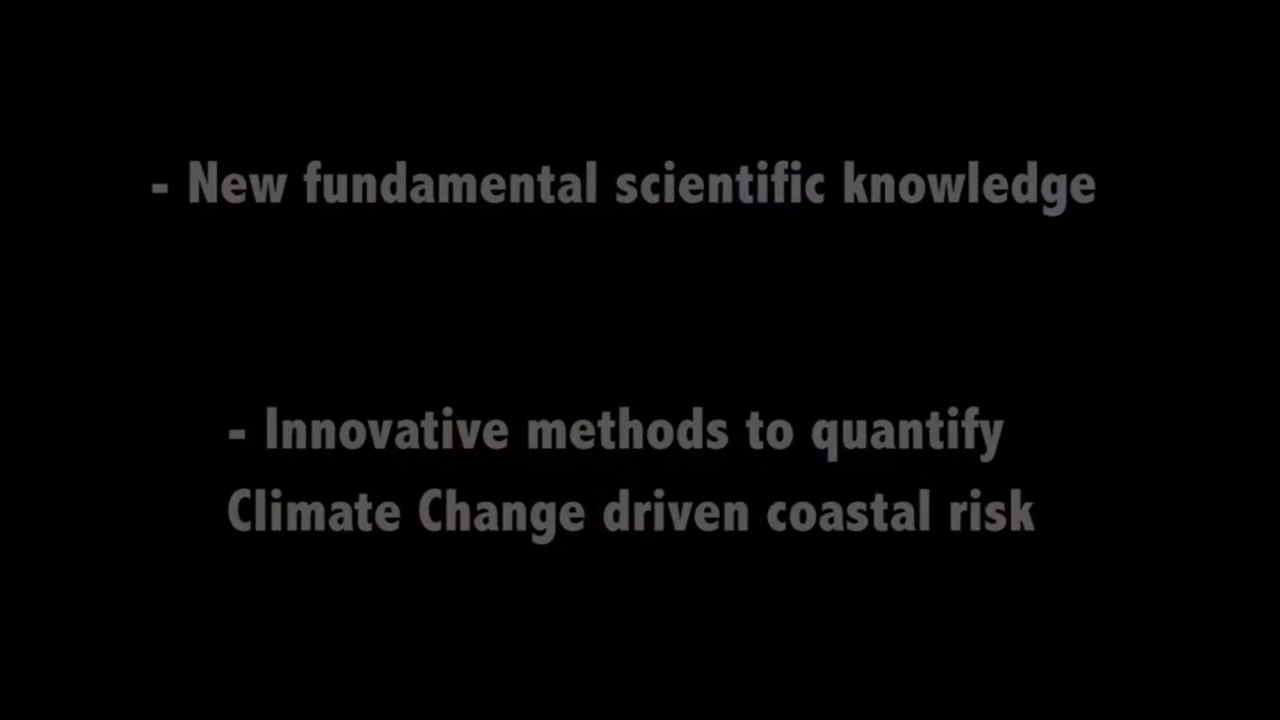 - New fundamental scientific knowledge
- Innovative methods to quantify
Climate Change driven coastal risk